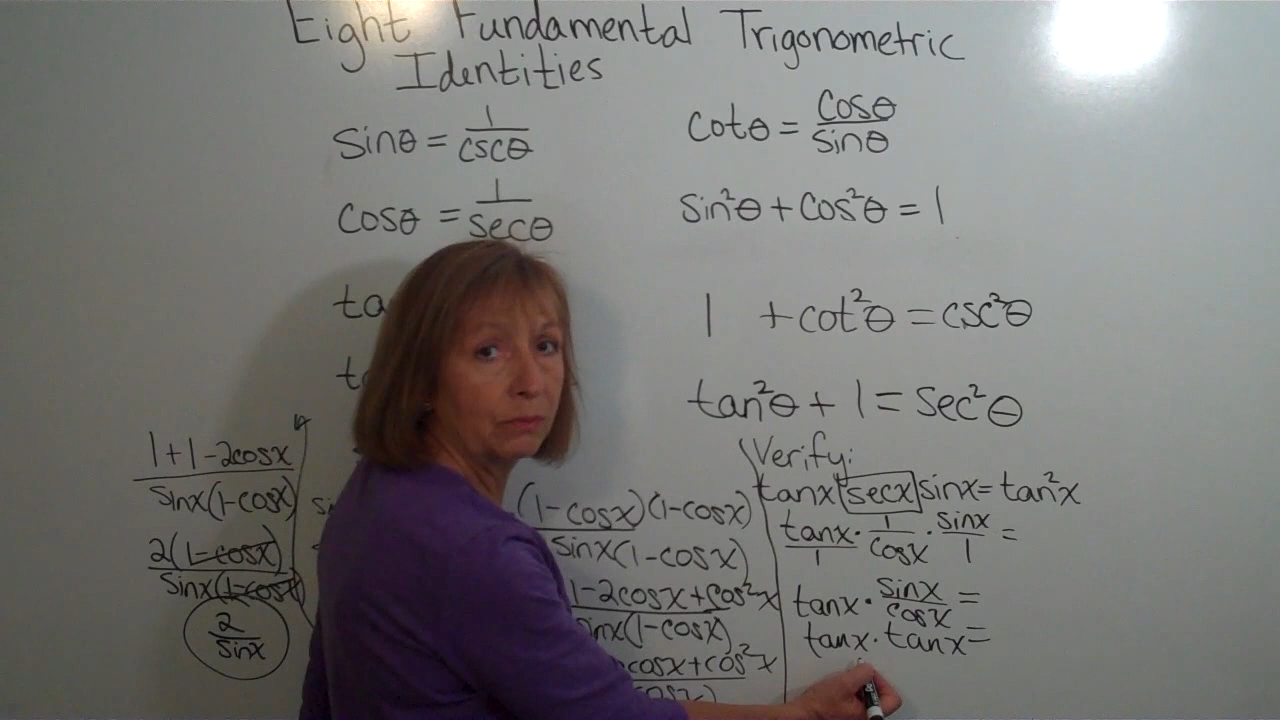 Eight Fundamental Trigonometric
Identities
sinθ = 1/cscθ
cosθ = 1/secθ
ta
t
cotθ = cosθ/sinθ
sin²θ + cos²θ = 1
1 + cot²θ = csc²θ
tan²θ + 1 = sec²θ
1+1-2cosx
sinx(1-cosx)
2(1-cosx)
sinx(1-cosx)
2
sinx
(1-cosx)(1-cosx)
sinx(1-cosx)
1-2cosx+cos²x
sinx(1-cosx)
cosx+cos²x
Verify:
tanx secx sinx = tan²x
tanx/1 · 1/cosx · sinx/1 =
tanx · sinx/cosx =
tanx · tanx =